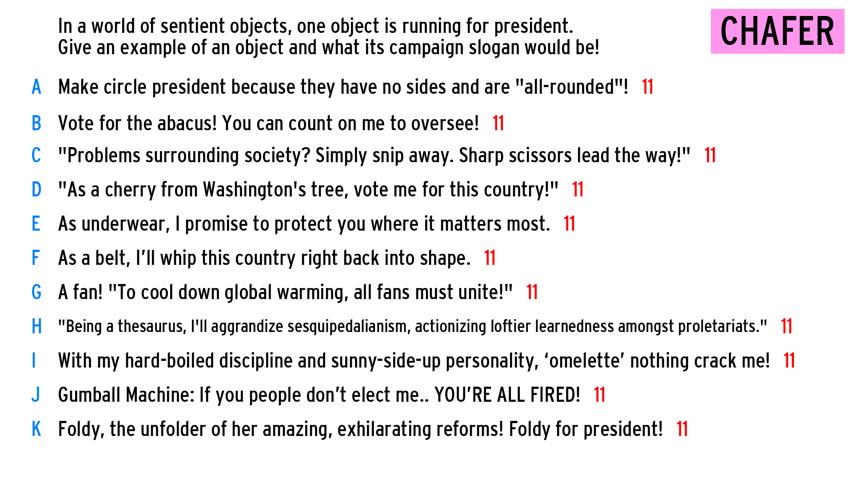 In a world of sentient objects, one object is running for president.
Give an example of an object and what its campaign slogan would be!
CHAFER
A Make circle president because they have no sides and are "all-rounded"! 11
B Vote for the abacus! You can count on me to oversee! 11
C "Problems surrounding society? Simply snip away. Sharp scissors lead the way!" 11
D "As a cherry from Washington's tree, vote me for this country!" 11
E As underwear, I promise to protect you where it matters most. 11
F As a belt, I’ll whip this country right back into shape. 11
G A fan! "To cool down global warming, all fans must unite!" 11
H "Being a thesaurus, I'll aggrandize sesquipedalianism, actionizing loftier learnedness amongst proletariats." 11
I With my hard-boiled discipline and sunny-side-up personality, ‘omelette’ nothing crack me! 11
J Gumball Machine: If you people don’t elect me.. YOU’RE ALL FIRED! 11
K Foldy, the unfolder of her amazing, exhilarating reforms! Foldy for president! 11